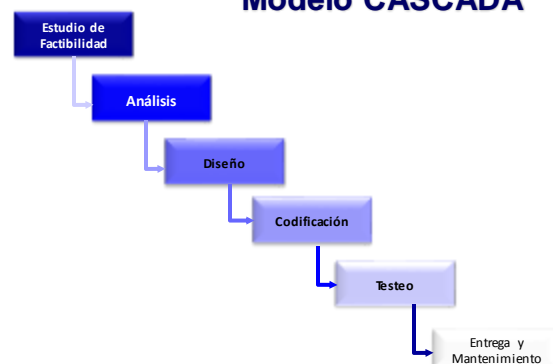 Modelo CASCADA
Estudio de
Factibilidad
Análisis
Diseño
Codificación
Testeo
Entrega y
Mantenimiento